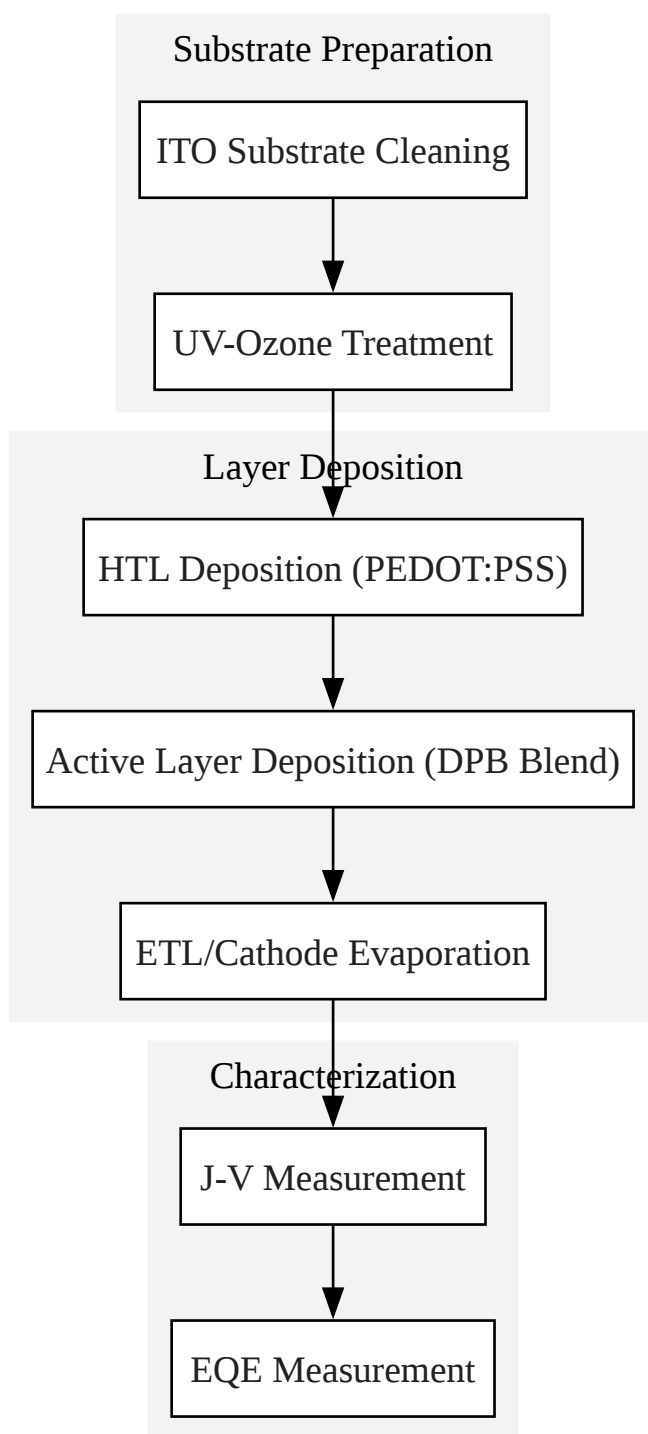 Substrate Preparation
ITO Substrate Cleaning
UV-Ozone Treatment
Layer Deposition
HTL Deposition (PEDOT:PSS)
Active Layer Deposition (DPB Blend)
ETL/Cathode Evaporation
Characterization
J-V Measurement
EQE Measurement